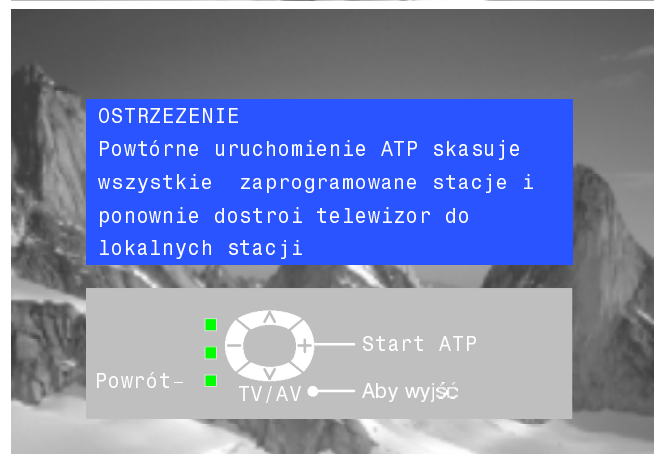 OSTRZEZENIE
Powtórne uruchomienie ATP skasuje
wszystkie zaprogramowane stacje i
ponownie dostroi telewizor do
lokalnych stacji
Start ATP
Powrót-
TV/AV Aby wyjść